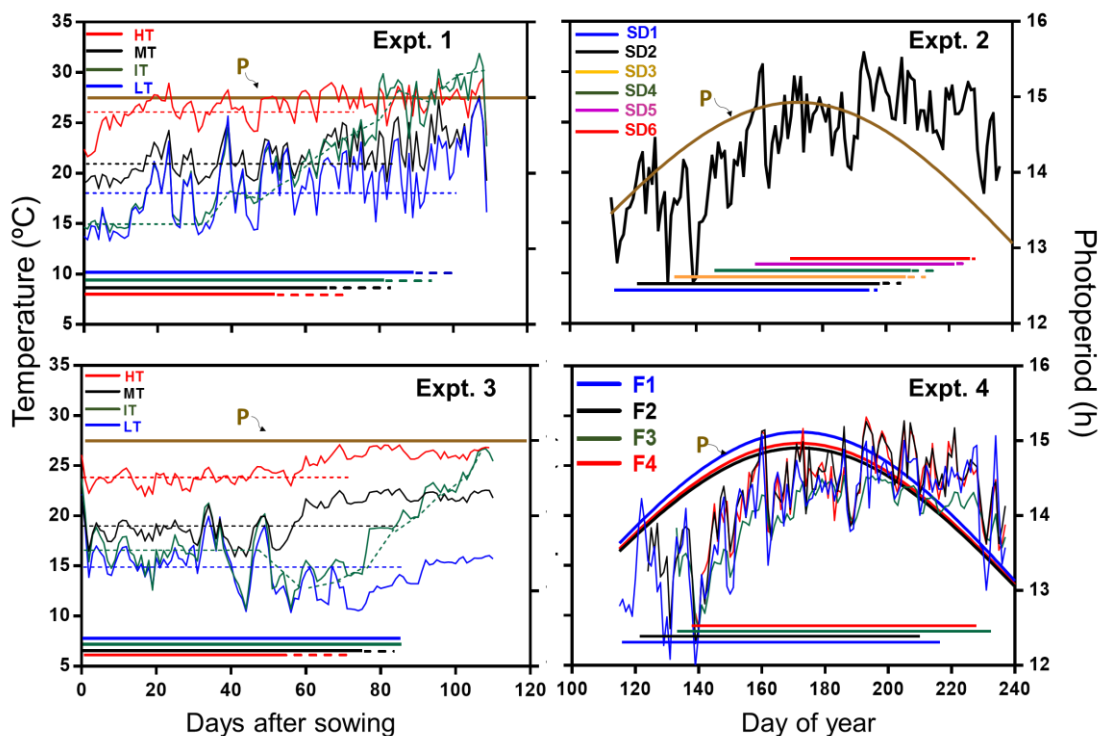 Temperature (ºC)
Photoperiod (h)
35
30
25
20
15
10
5
HT
MT
IT
LT
P
Expt. 1
SD1
SD2
SD3
SD4
SD5
SD6
P
Expt. 2
16
15
14
13
12
35
30
25
20
15
10
5
HT
MT
IT
LT
P
Expt. 3
0 20 40 60 80 100 120
Days after sowing
F1
F2
F3
F4
P
Expt. 4
16
15
14
13
12
100 120 140 160 180 200 220 240
Day of year